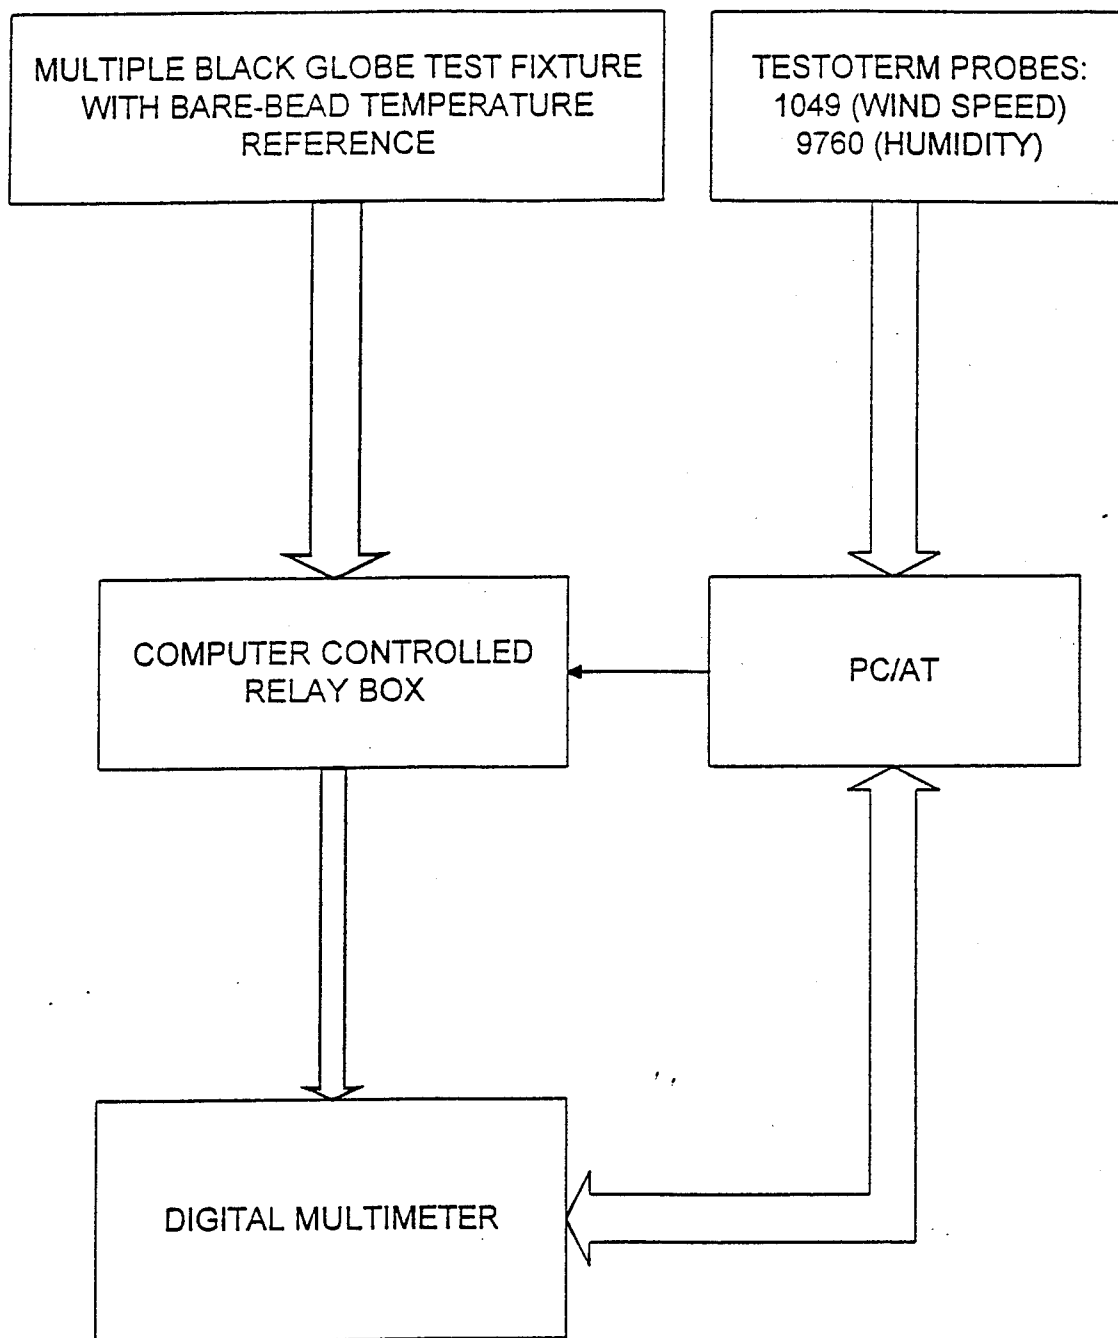 MULTIPLE BLACK GLOBE TEST FIXTURE
WITH BARE-BEAD TEMPERATURE
REFERENCE
TESTOTERM PROBES:
1049 (WIND SPEED)
9760 (HUMIDITY)
COMPUTER CONTROLLED
RELAY BOX
PC/AT
DIGITAL MULTIMETER